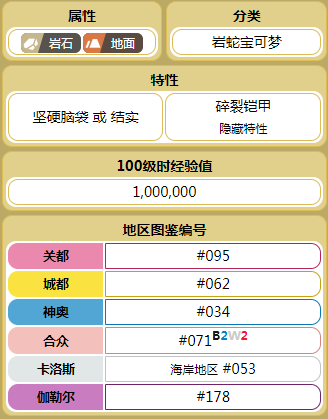 属性 分类
岩石 地面 岩蛇宝可梦
特性
坚硬脑袋 或 结实 碎裂铠甲
隐藏特性
100级时经验值
1,000,000
地区图鉴编号
关都 #095
城都 #062
神奥 #034
合众 #071B2W2
卡洛斯 海岸地区 #053
伽勒尔 #178